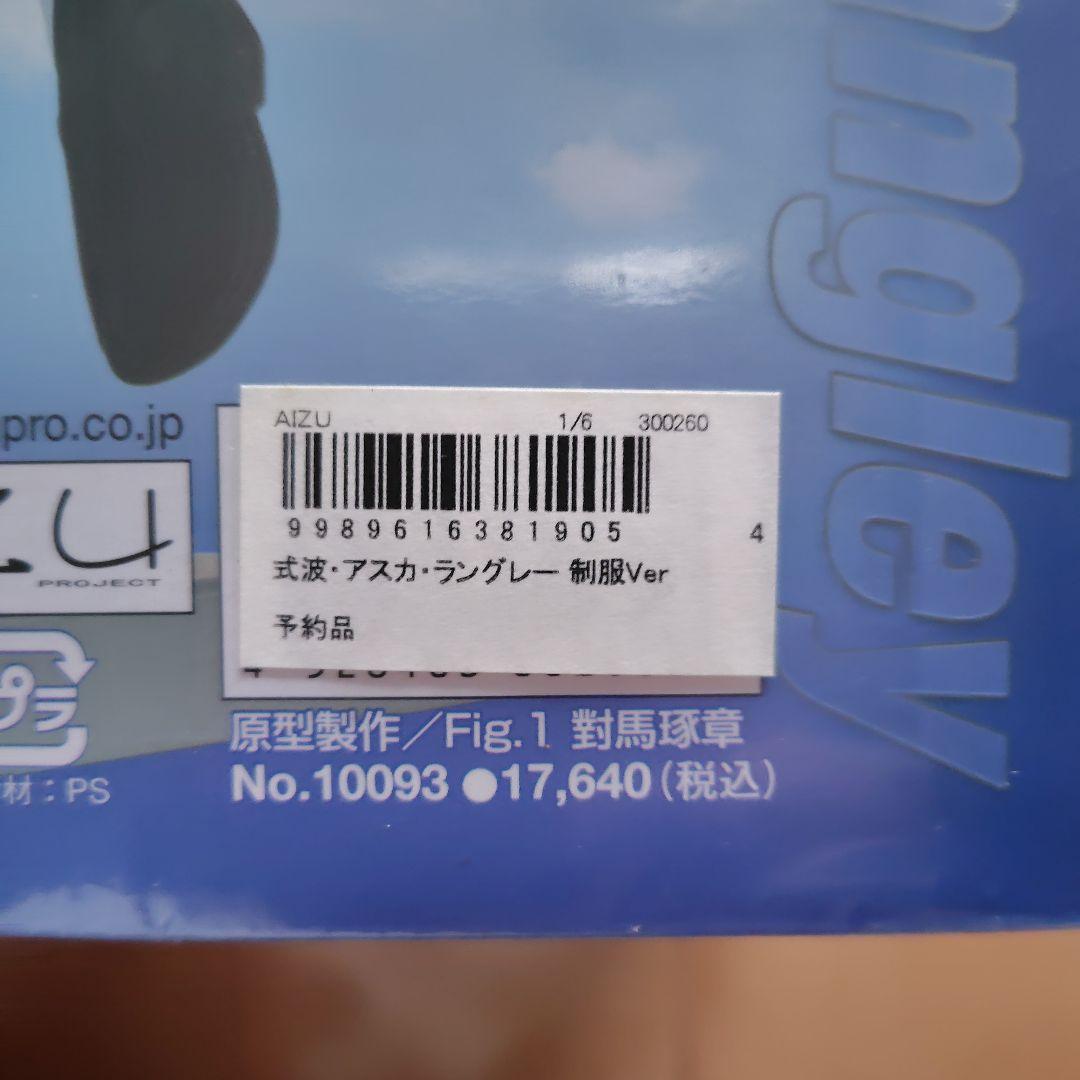 ngley
pro.co.jp
AIZU 1/6 300260
9989616381905 4
式波・アスカ・ラングレー 制服Ver
予約品
PROJECT
プラ
材：PS
原型製作／Fig.1 對馬琢章
No.10093 ●17,640（税込）